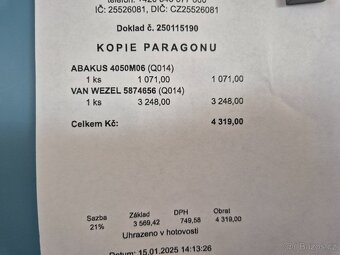 IČ: 25526081, DIČ: CZ25526081
Doklad č. 250115190
KOPIE PARAGONU
ABAKUS 4050M06 (Q014)
1 ks 1 071,00 1 071,00
VAN WEZEL 5874656 (Q014)
1 ks 3 248,00 3 248,00
Celkem Kč: 4 319,00
Sazba Základ DPH Obrat
21% 3 569,42 749,58 4 319,00
Uhrazeno v hotovosti
Datum: 15.01.2025 14:13:26